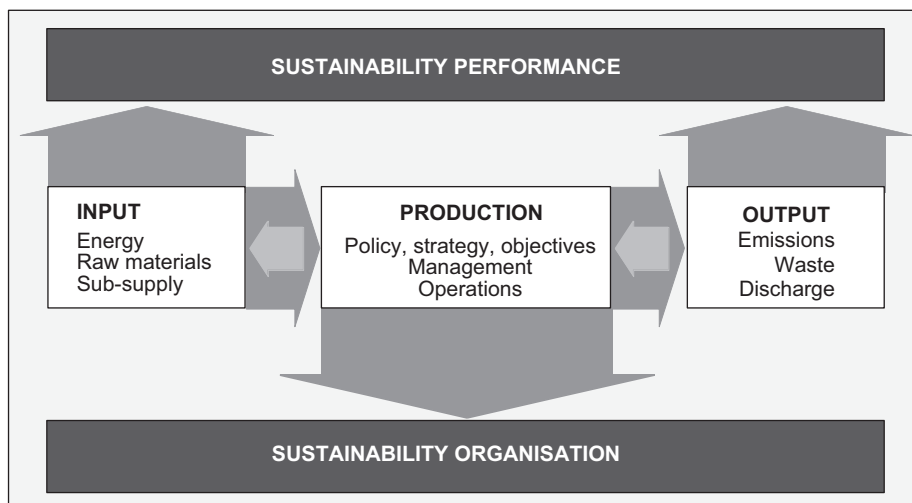 SUSTAINABILITY PERFORMANCE
INPUT
Energy
Raw materials
Sub-supply
PRODUCTION
Policy, strategy, objectives
Management
Operations
OUTPUT
Emissions
Waste
Discharge
SUSTAINABILITY ORGANISATION